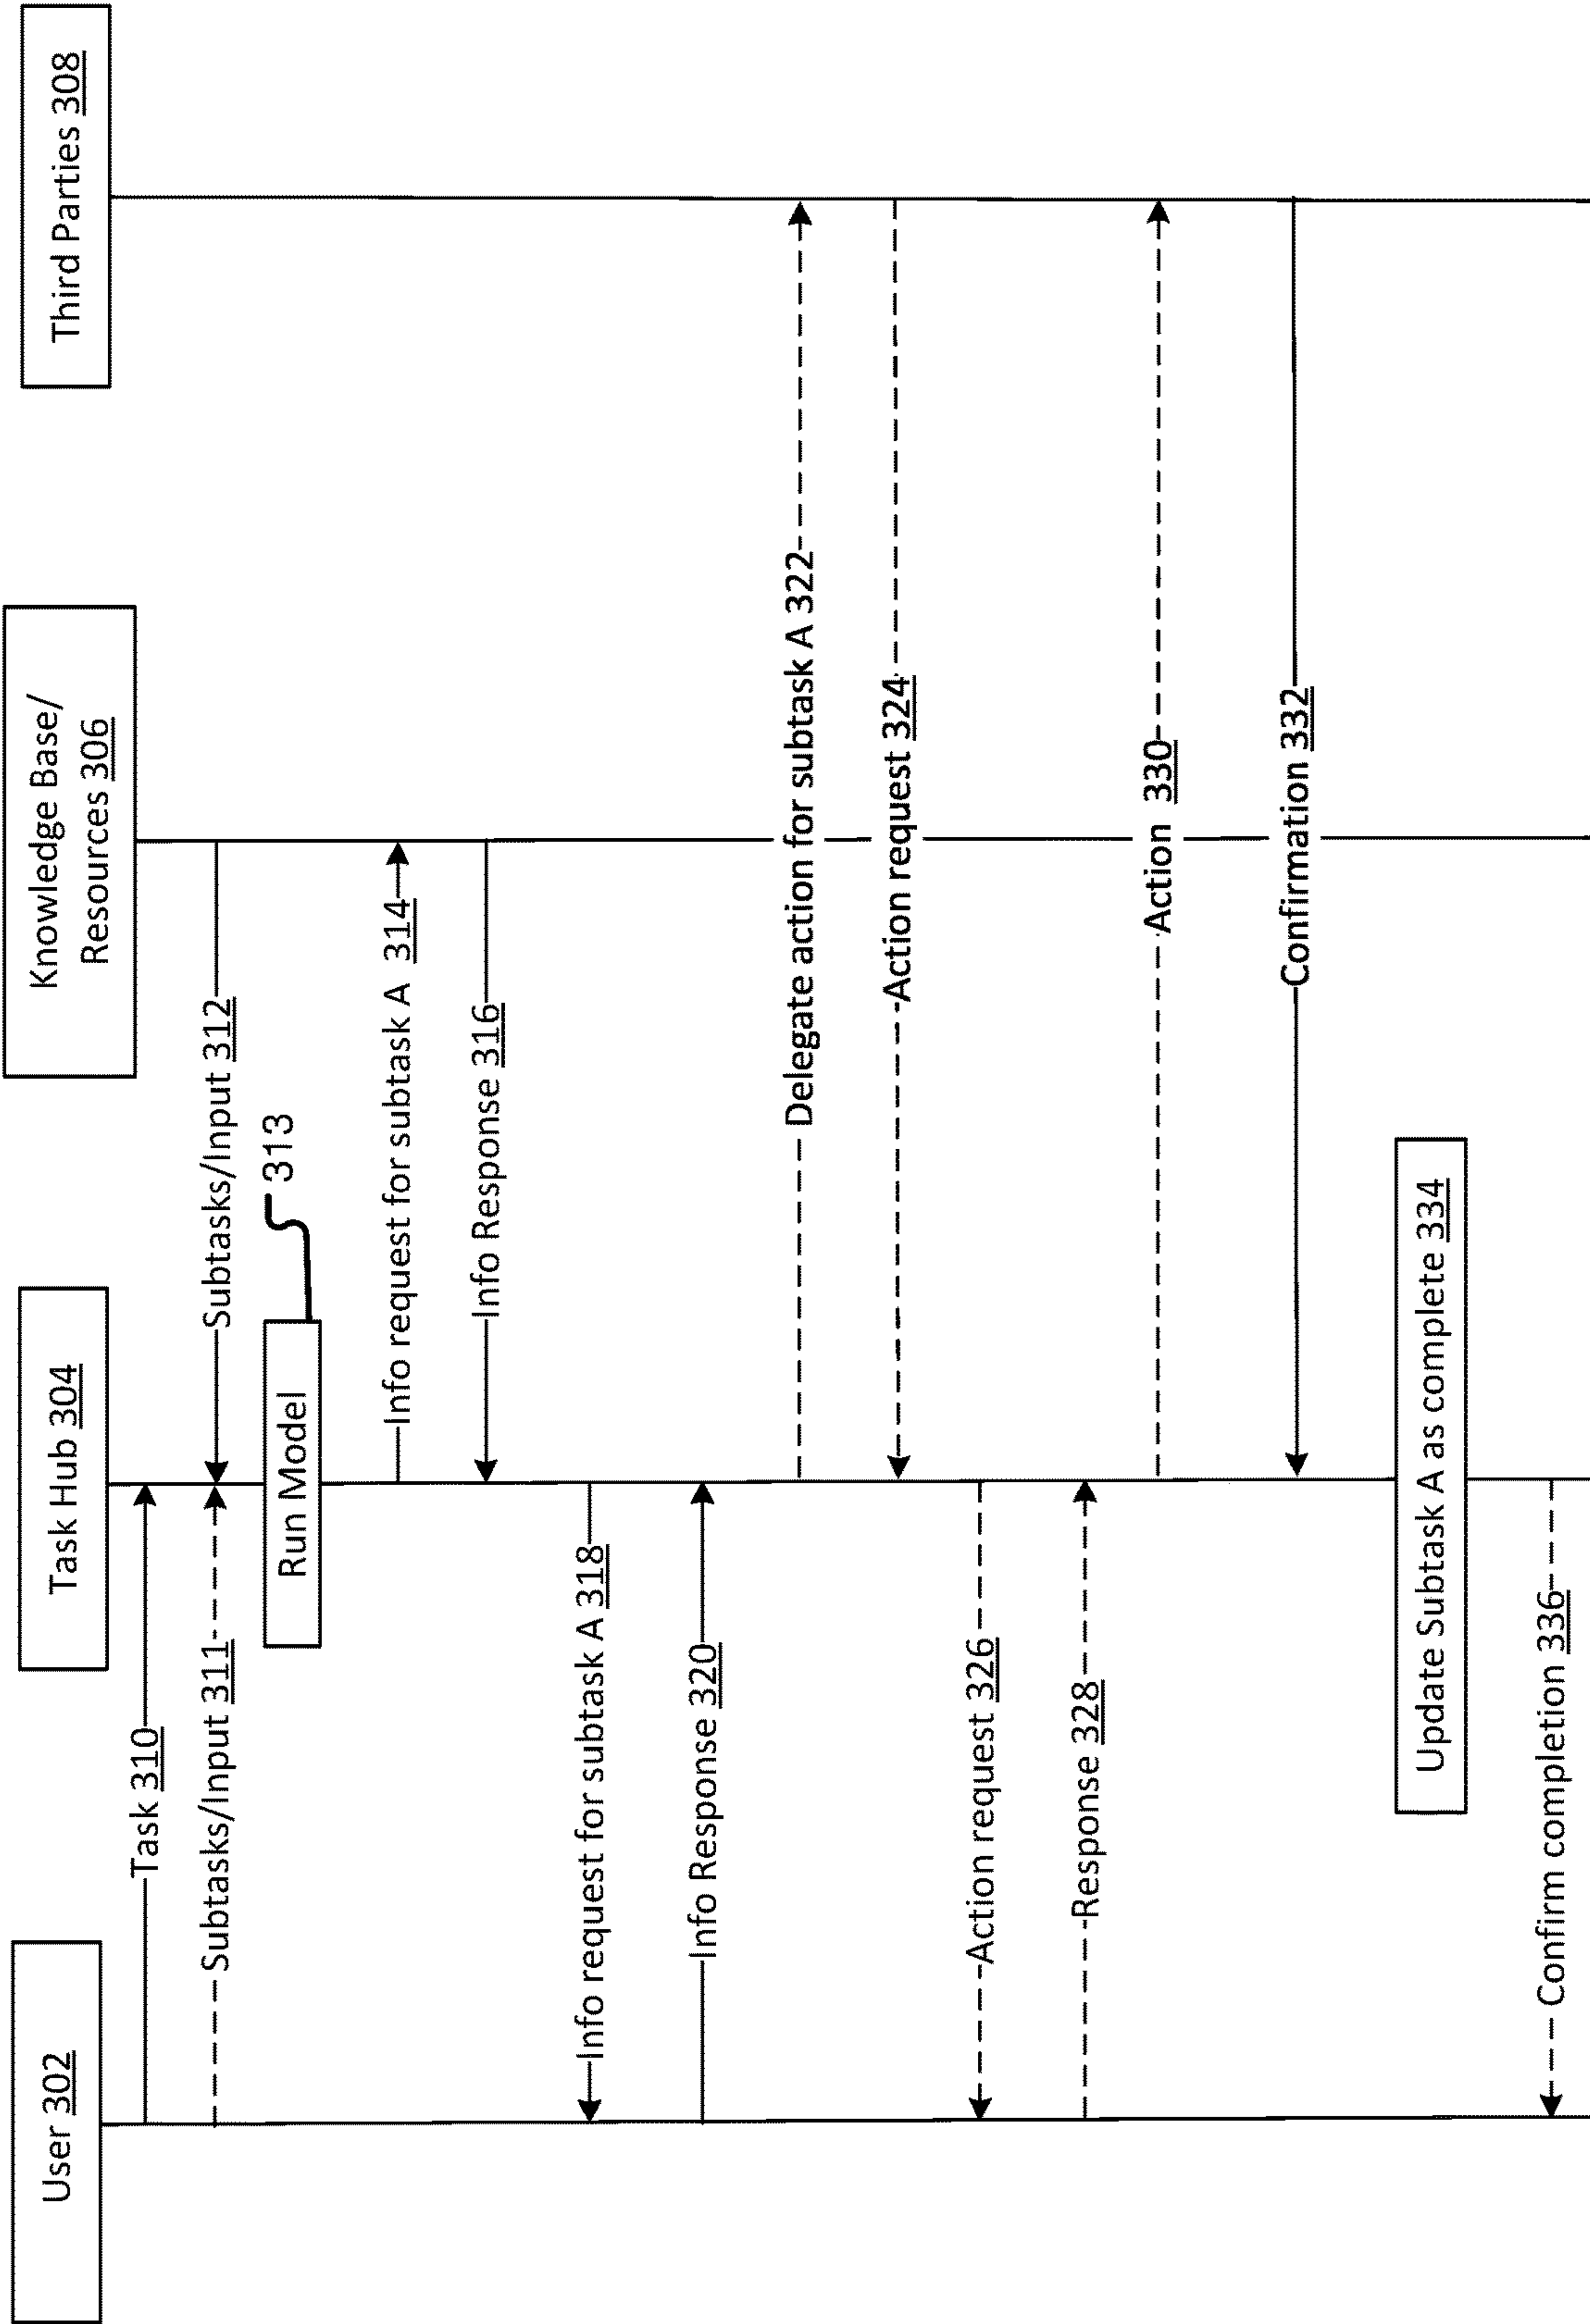 User 302
Task Hub 304
Knowledge Base/
Resources 306
Third Parties 308
Task 310
Subtasks/Input 311
Subtasks/Input 312
Run Model
313
Info request for subtask A 314
Info Response 316
Info request for subtask A 318
Info Response 320
Delegate action for subtask A 322
Action request 324
Action request 326
Response 328
Action 330
Confirmation 332
Update Subtask A as complete 334
Confirm completion 336